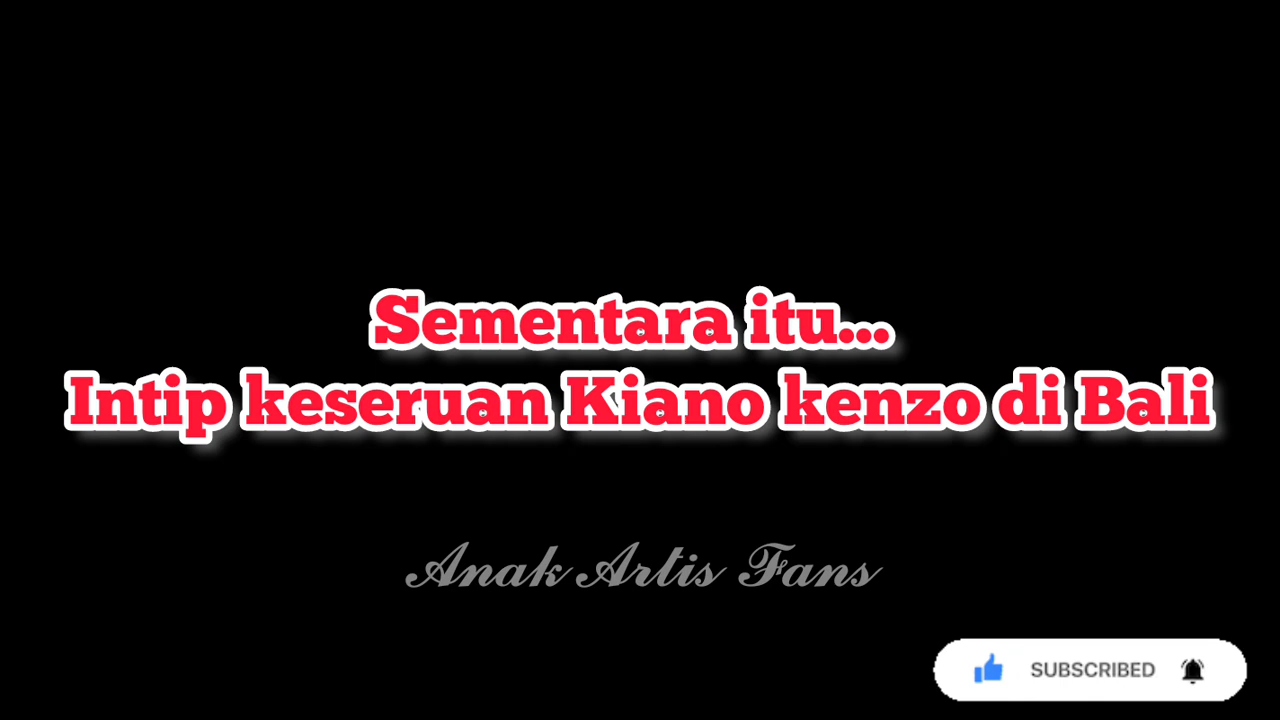 Sementara itu...
Intip keseruan Kiano kenzo di Bali
Anak Artis Fans
SUBSCRIBED